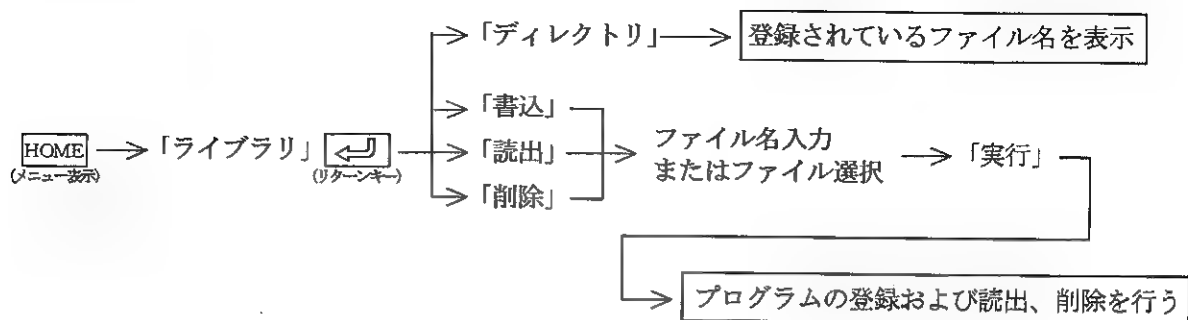 「ディレクトリ」
登録されているファイル名を表示
「書込」
HOME
(メニュー表示)
「ライブラリ」
(リターンキー)
「読出」
「削除」
ファイル名入力
またはファイル選択
「実行」
プログラムの登録および読出、削除を行う